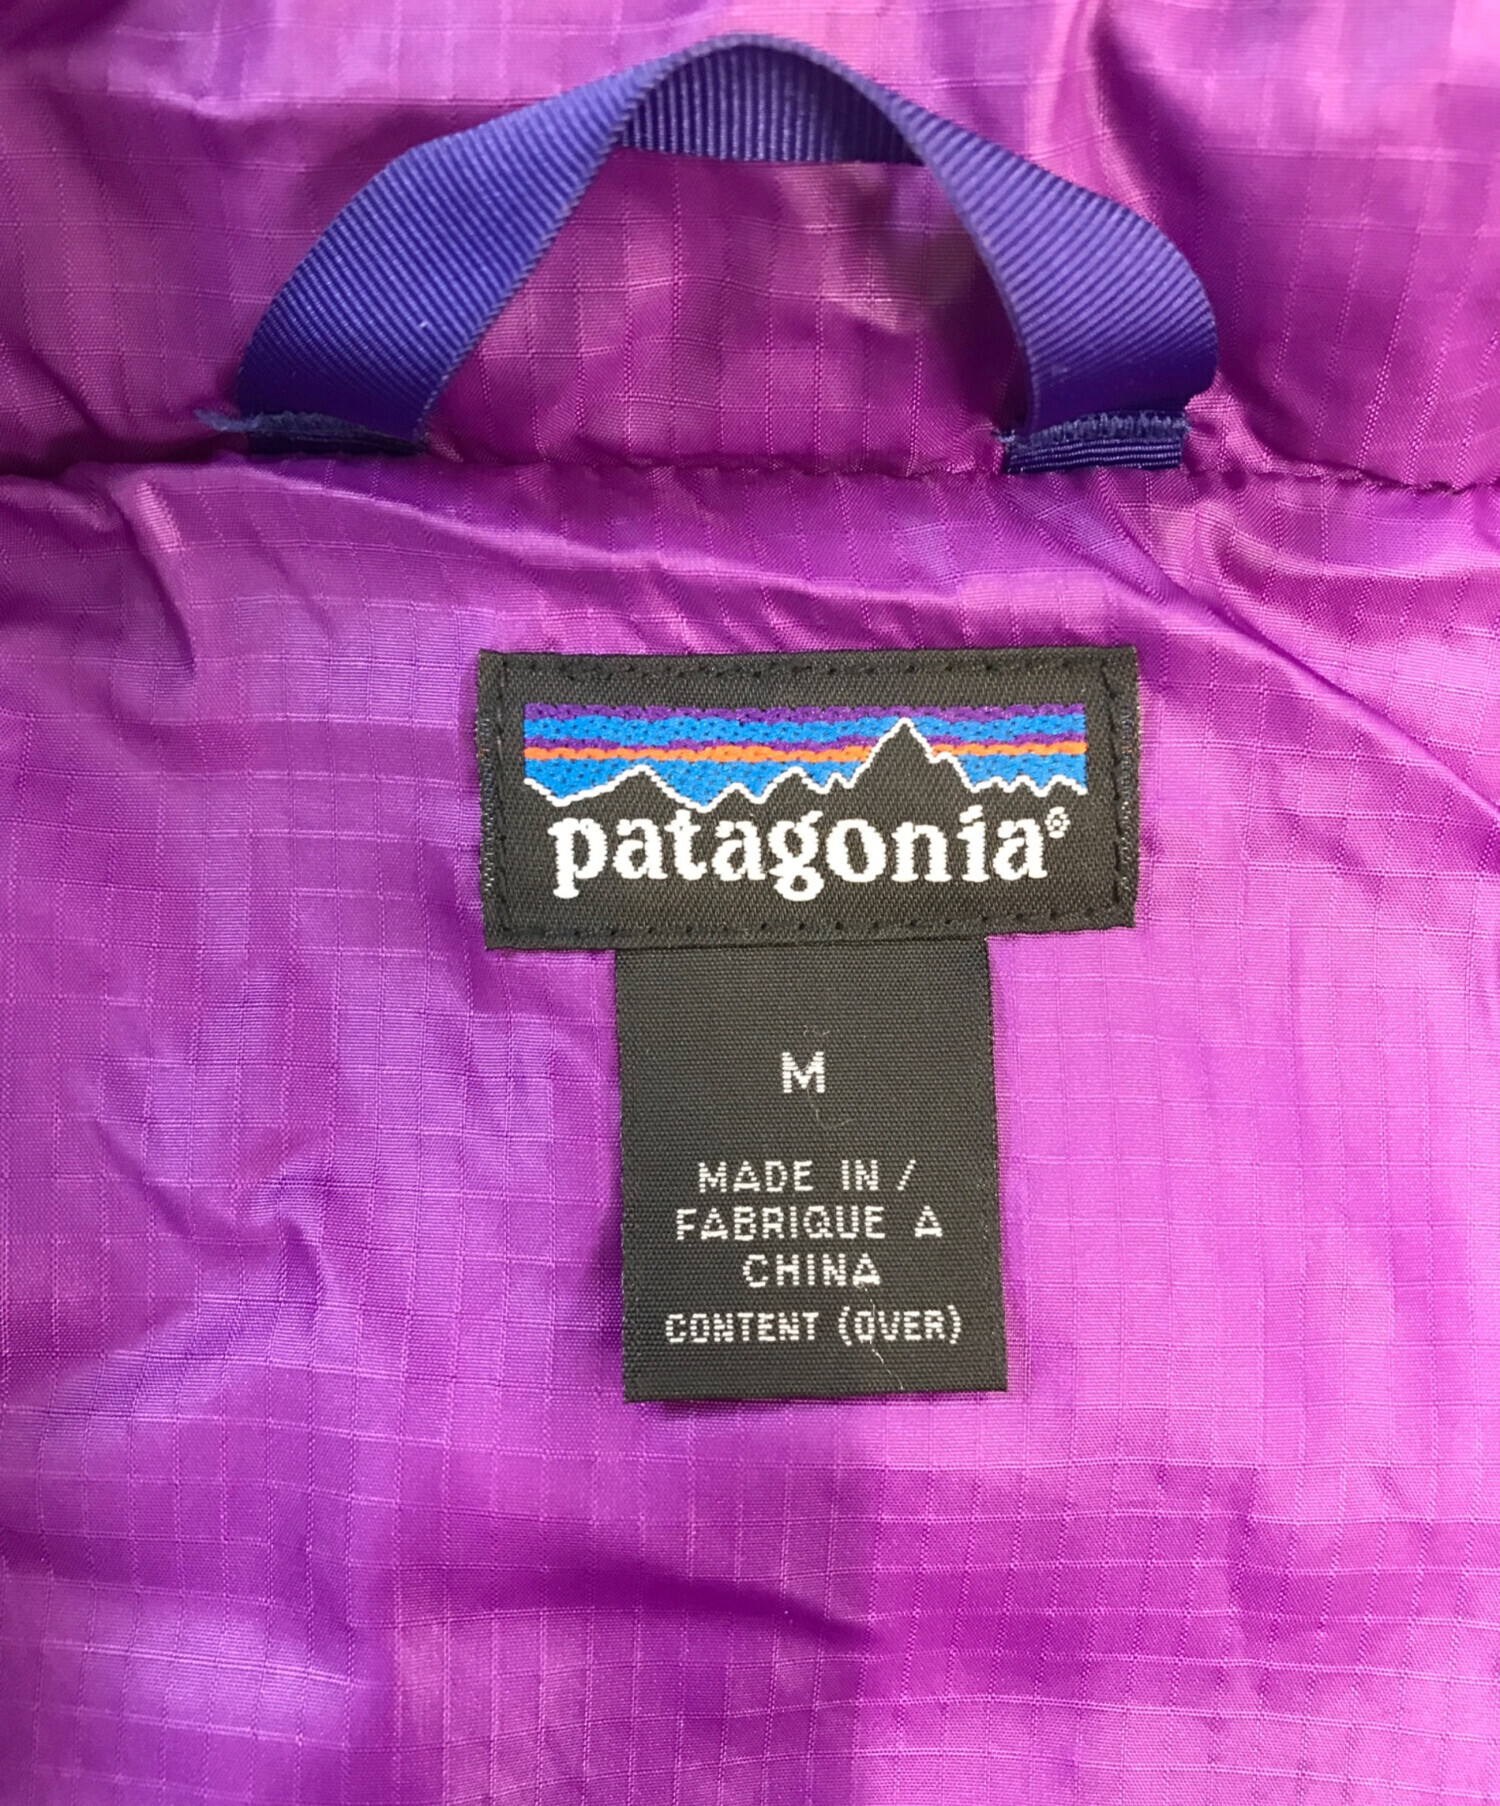 patagonia®
M
MADE IN /
FABRIQUE A
CHINA
CONTENT (OVER)